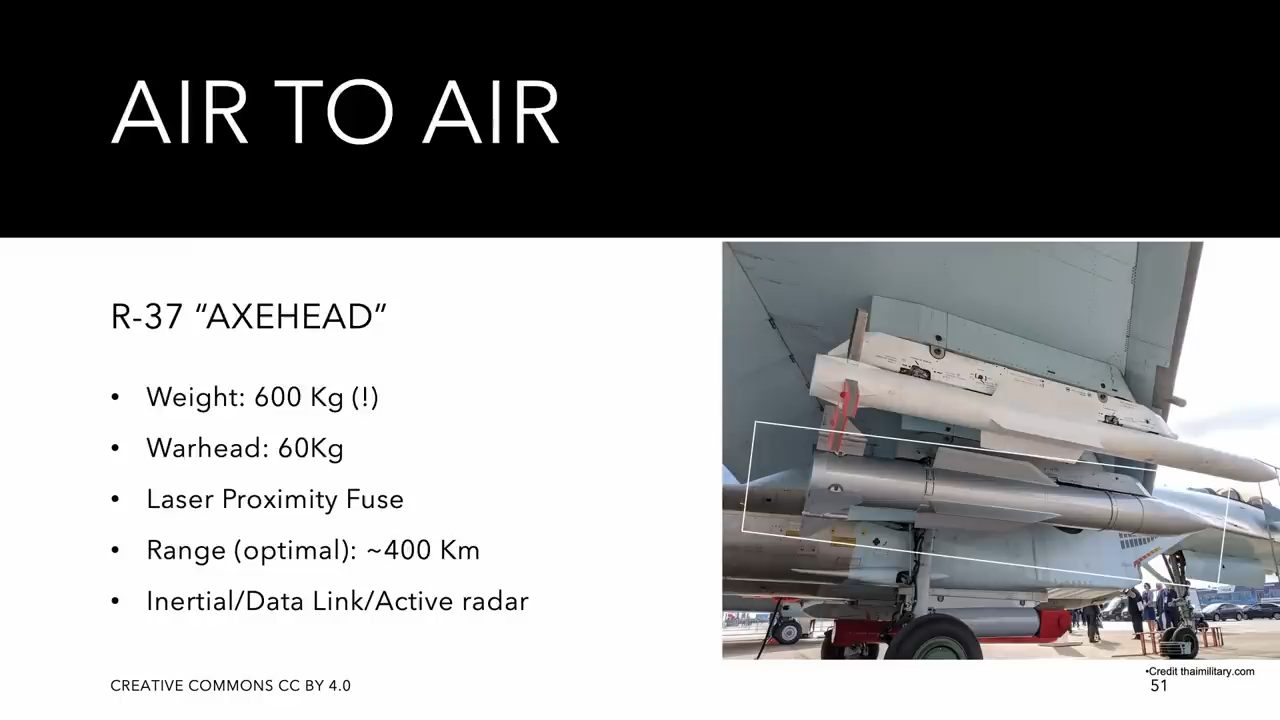 AIR TO AIR
R-37 “AXEHEAD”
• Weight: 600 Kg (!)
• Warhead: 60Kg
• Laser Proximity Fuse
• Range (optimal): ~400 Km
• Inertial/Data Link/Active radar
•Credit thaimilitary.com
CREATIVE COMMONS CC BY 4.0
51